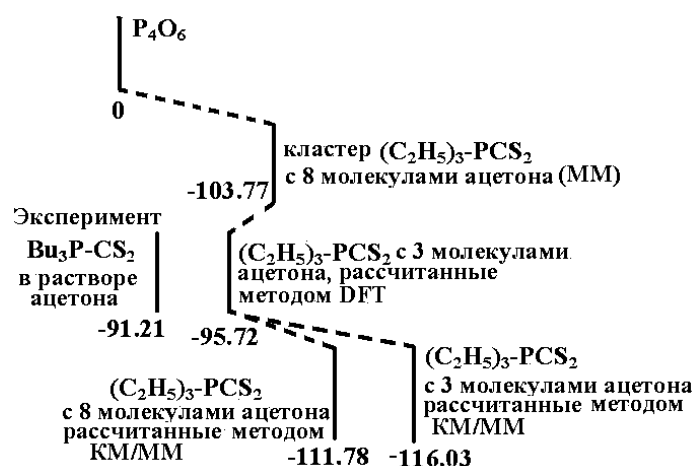 P₄O₆
0
кластер (C₂H₅)₃-PCS₂
с 8 молекулами ацетона (ММ)
-103.77
Эксперимент
Bu₃P-CS₂
в растворе
ацетона
-91.21
(C₂H₅)₃-PCS₂ с 3 молекулами
ацетона, рассчитанные
методом DFT
-95.72
(C₂H₅)₃-PCS₂
с 8 молекулами ацетона
рассчитанные методом
КМ/ММ
-111.78
(C₂H₅)₃-PCS₂
с 3 молекулами ацетона
рассчитанные методом
КМ/ММ
-116.03